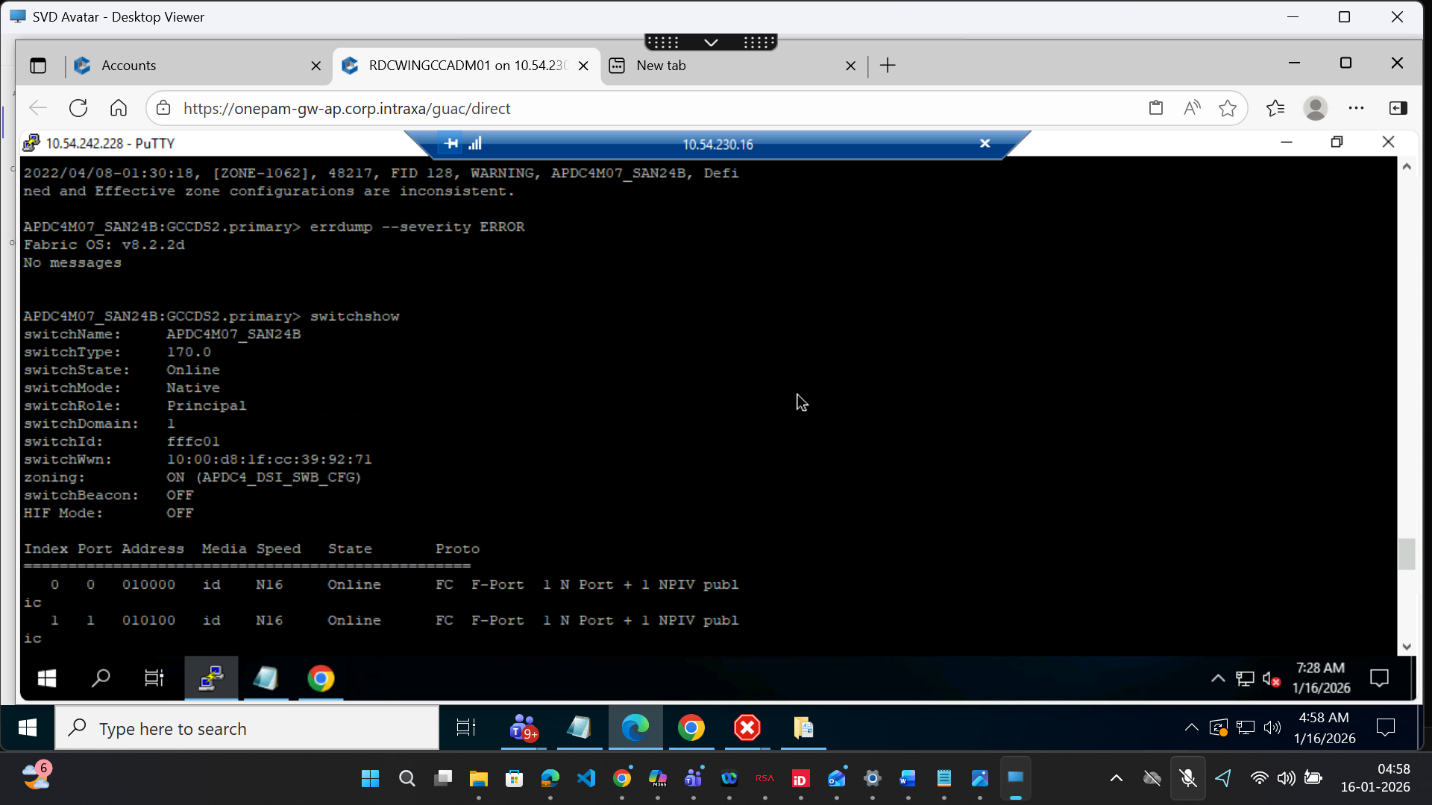 SVD Avatar - Desktop Viewer
Accounts
RDCWINGCCADM01 on 10.54.230
New tab
https://onepam-gw-ap.corp.intraxa/guac/direct
10.54.242.228 - PuTTY
10.54.230.16
2022/04/08-01:30:18, [ZONE-1062], 48217, FID 128, WARNING, APDC4M07_SAN24B, Defi
ned and Effective zone configurations are inconsistent.
APDC4M07_SAN24B:GCCDS2.primary> errdump --severity ERROR
Fabric OS: v8.2.2d
No messages
APDC4M07_SAN24B:GCCDS2.primary> switchshow
switchName: APDC4M07_SAN24B
switchType: 170.0
switchState: Online
switchMode: Native
switchRole: Principal
switchDomain: 1
switchId: fffc01
switchWwn: 10:00:d8:1f:cc:39:92:71
zoning: ON (APDC4_DSI_SWB_CFG)
switchBeacon: OFF
HIF Mode: OFF
Index Port Address Media Speed State Proto
==================================================
0 0 010000 id N16 Online FC F-Port 1 N Port + 1 NPIV publ
ic
1 1 010100 id N16 Online FC F-Port 1 N Port + 1 NPIV publ
ic
7:28 AM
1/16/2026
Type here to search
9+
4:58 AM
1/16/2026
6
RSA
iD
04:58
16-01-2026